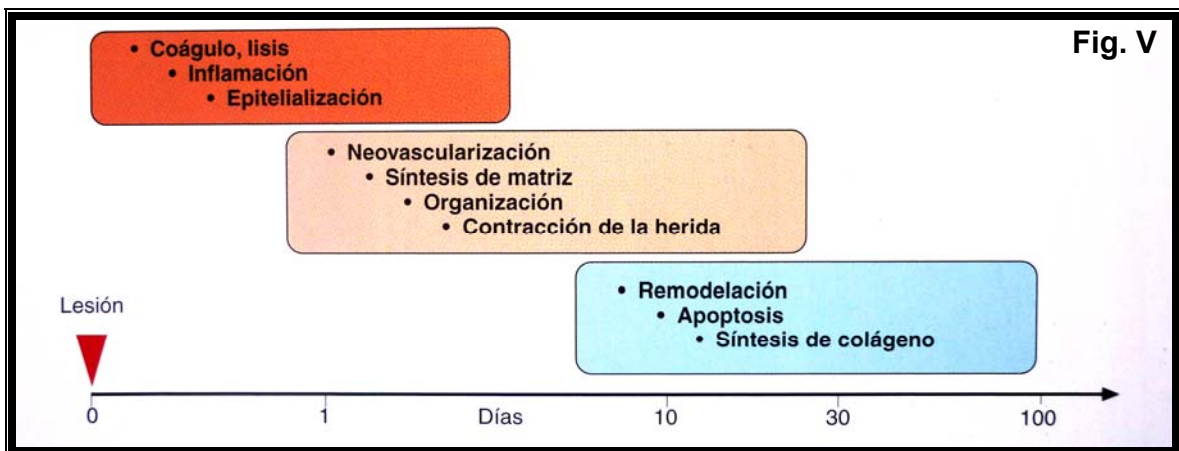 Fig. V
• Coágulo, lisis
• Inflamación
• Epitelialización
• Neovascularización
• Síntesis de matriz
• Organización
• Contracción de la herida
• Remodelación
• Apoptosis
• Síntesis de colágeno
Lesión
0 1 Días 10 30 100